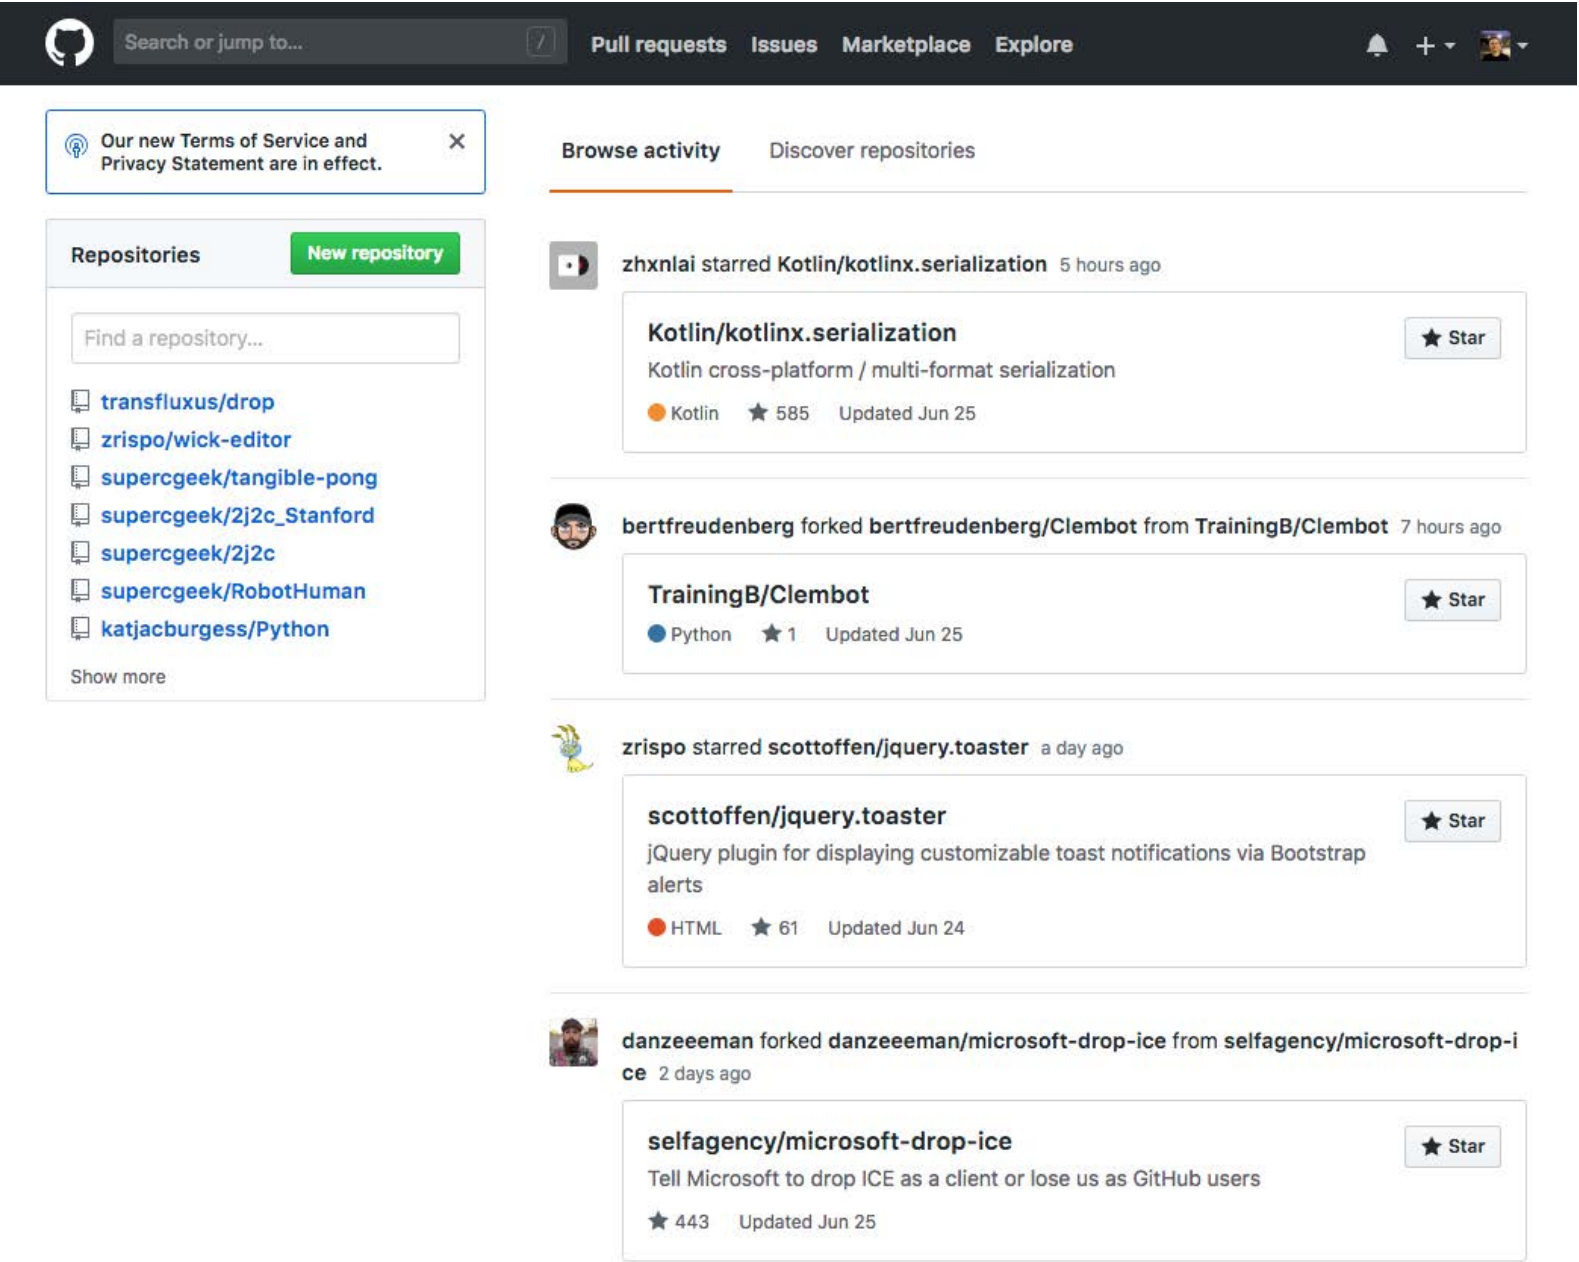 Search or jump to...
/
Pull requests Issues Marketplace Explore
Our new Terms of Service and
Privacy Statement are in effect.
Repositories
New repository
Find a repository...
transfluxus/drop
zrispo/wick-editor
supercgeek/tangible-pong
supercgeek/2j2c_Stanford
supercgeek/2j2c
supercgeek/RobotHuman
katjacburgess/Python
Show more
Browse activity Discover repositories
zhxnlai starred Kotlin/kotlinx.serialization 5 hours ago
Kotlin/kotlinx.serialization
Star
Kotlin cross-platform / multi-format serialization
Kotlin 585 Updated Jun 25
bertfreudenberg forked bertfreudenberg/Clembot from TrainingB/Clembot 7 hours ago
TrainingB/Clembot
Star
Python 1 Updated Jun 25
zrispo starred scottoffen/jquery.toaster a day ago
scottoffen/jquery.toaster
Star
jQuery plugin for displaying customizable toast notifications via Bootstrap
alerts
HTML 61 Updated Jun 24
danzeeeman forked danzeeeman/microsoft-drop-ice from selfagency/microsoft-drop-i
ce 2 days ago
selfagency/microsoft-drop-ice
Star
Tell Microsoft to drop ICE as a client or lose us as GitHub users
443 Updated Jun 25